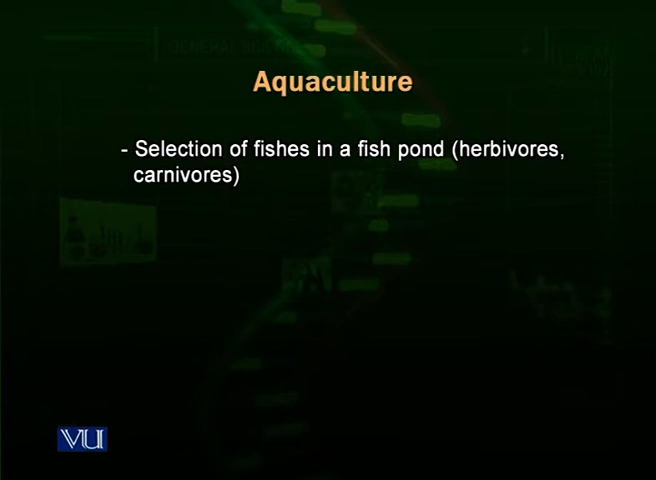 Aquaculture
- Selection of fishes in a fish pond (herbivores,
carnivores)
VU